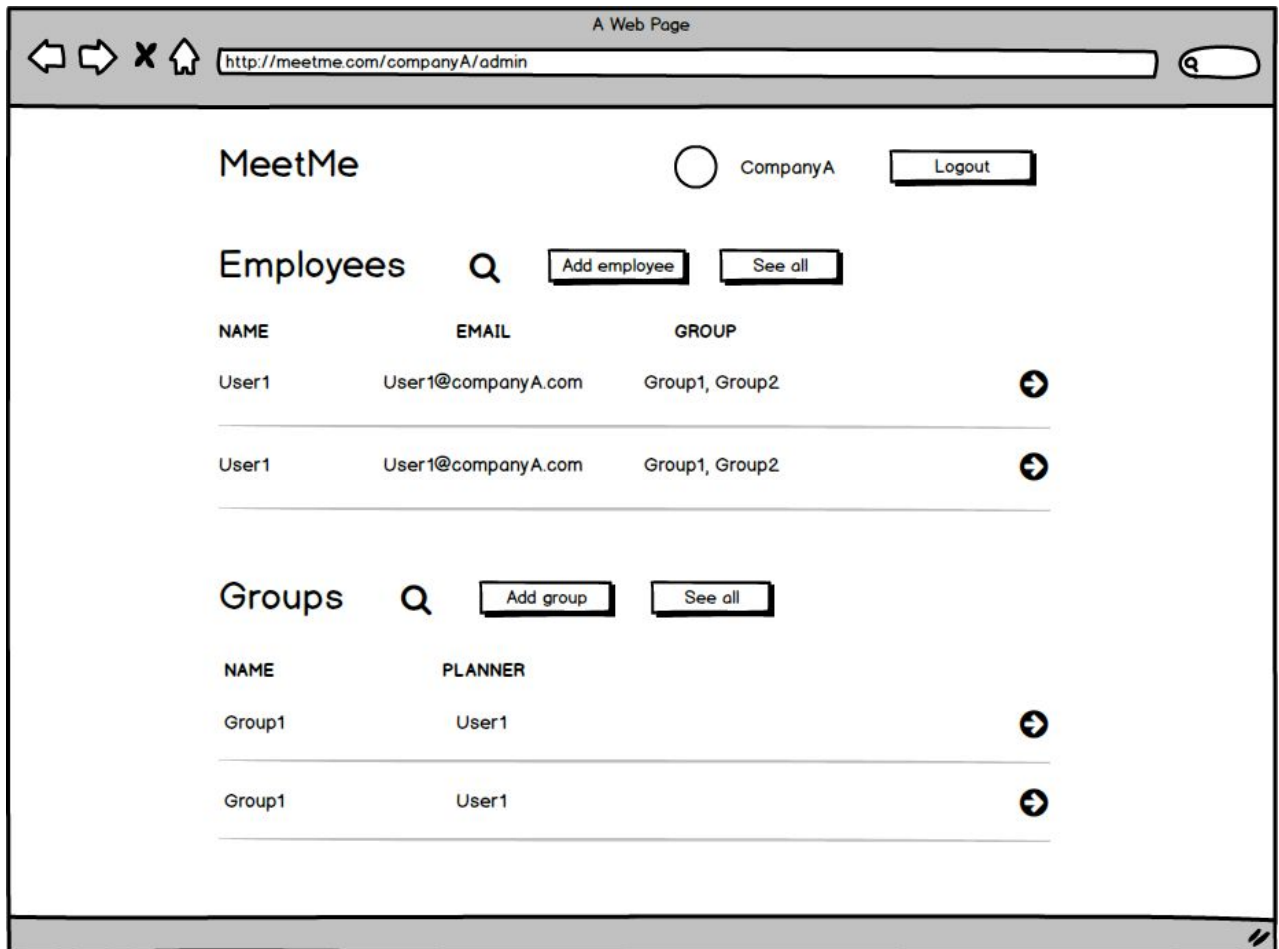 A Web Page
http://meetme.com/companyA/admin
MeetMe CompanyA Logout
Employees Add employee See all
NAME EMAIL GROUP
User1 User1@companyA.com Group1, Group2
User1 User1@companyA.com Group1, Group2
Groups Add group See all
NAME PLANNER
Group1 User1
Group1 User1